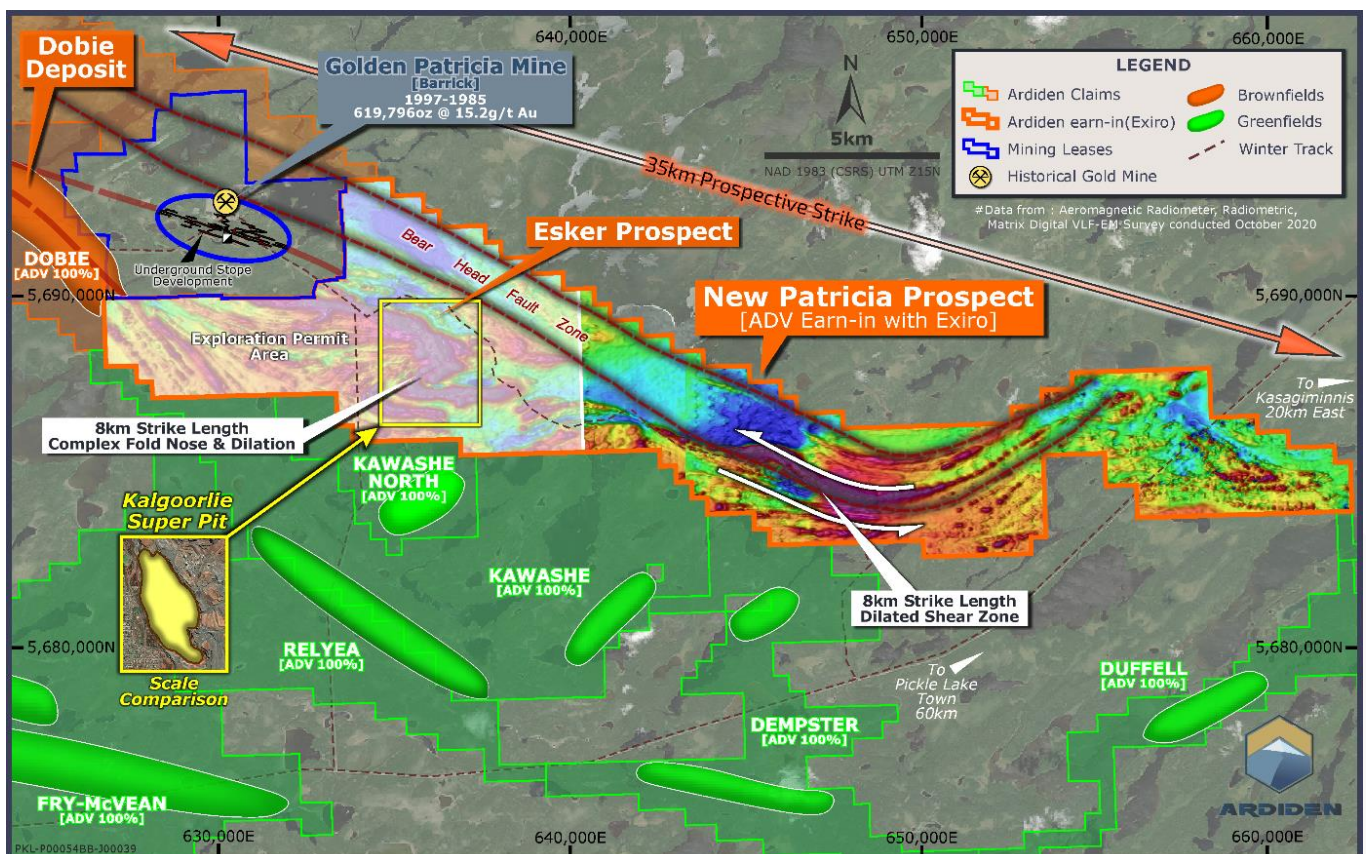 640,000E
650,000E
660,000E
Dobie
Deposit
Golden Patricia Mine
[Barrick]
1997-1985
619,796oz @ 15.2g/t Au
N
5km
NAD 1983 (CSRS) UTM Z15N
LEGEND
Ardiden Claims
Ardiden earn-in(Exiro)
Mining Leases
Historical Gold Mine
Brownfields
Greenfields
Winter Track
#Data from : Aeromagnetic Radiometer, Radiometric,
Matrix Digital VLF-EM Survey conducted October 2020
35km Prospective Strike
Esker Prospect
Bear Head Fault Zone
DOBIE
[ADV 100%]
Underground Stope
Development
5,690,000N
5,690,000N
New Patricia Prospect
[ADV Earn-in with Exiro]
Exploration Permit
Area
To
Kasagiminnis
20km East
8km Strike Length
Complex Fold Nose & Dilation
KAWASHE
NORTH
[ADV 100%]
Kalgoorlie
Super Pit
KAWASHE
[ADV 100%]
8km Strike Length
Dilated Shear Zone
5,680,000N
5,680,000N
RELYEA
[ADV 100%]
To
Pickle Lake
Town
60km
DUFFELL
[ADV 100%]
Scale
Comparison
DEMPSTER
[ADV 100%]
FRY-McVEAN
[ADV 100%]
ARDIDEN
630,000E
640,000E
650,000E
660,000E
PKL-P00054BB-J00039